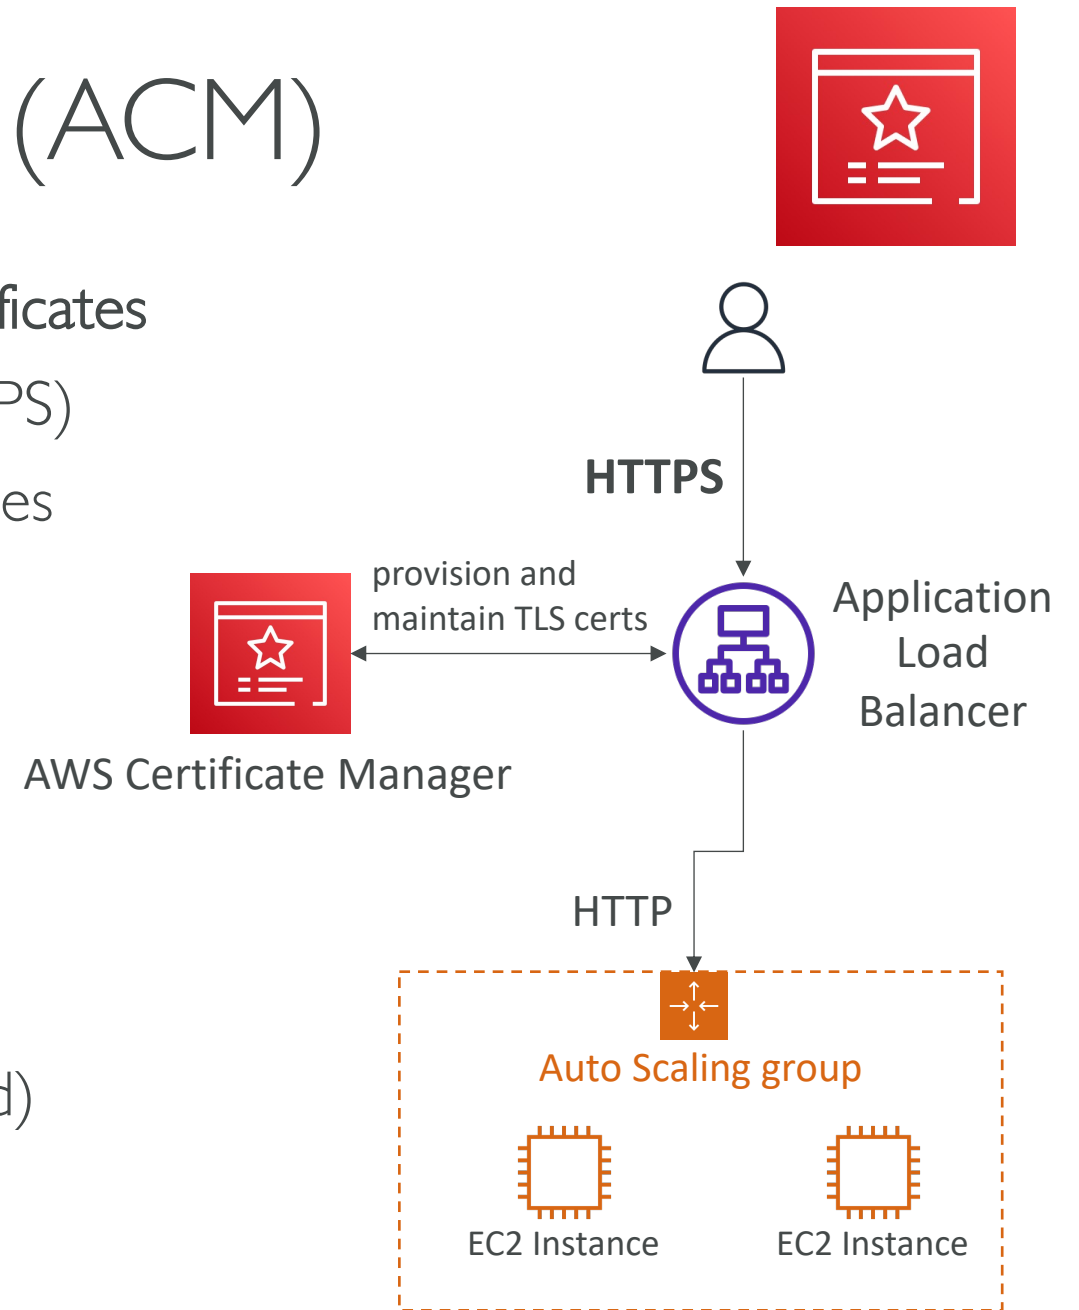 (ACM)
ficates
PS)
es
HTTPS
provision and
maintain TLS certs
Application
Load
Balancer
AWS Certificate Manager
HTTP
d)
Auto Scaling group
EC2 Instance
EC2 Instance